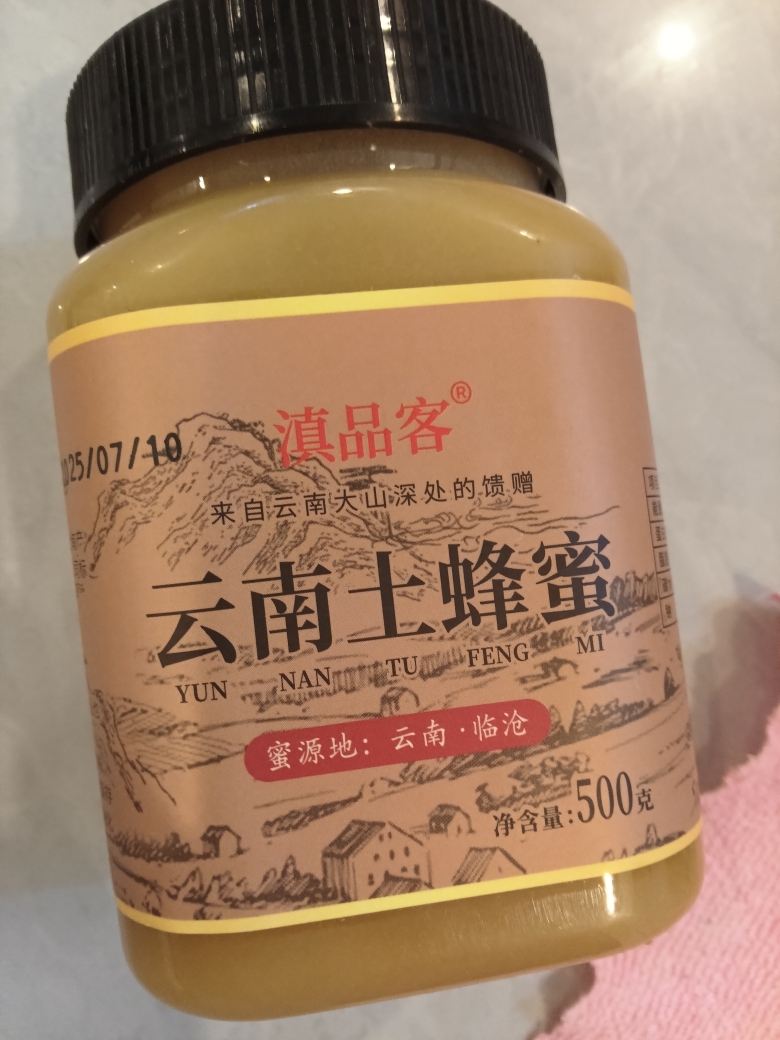 滇品客®
25/07/10
来自云南大山深处的馈赠
云南土蜂蜜
YUN NAN TU FENG MI
蜜源地：云南·临沧
净含量:500克